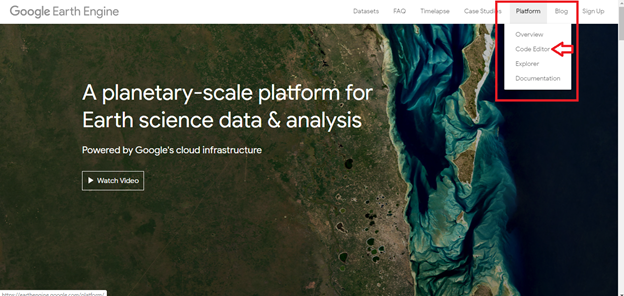 Google Earth Engine
Datasets FAQ Timelapse Case Studies Platform Blog Sign Up
Overview
Code Editor
Explorer
Documentation
A planetary-scale platform for
Earth science data & analysis
Powered by Google's cloud infrastructure
Watch Video
https://earthengine.google.com/platform/